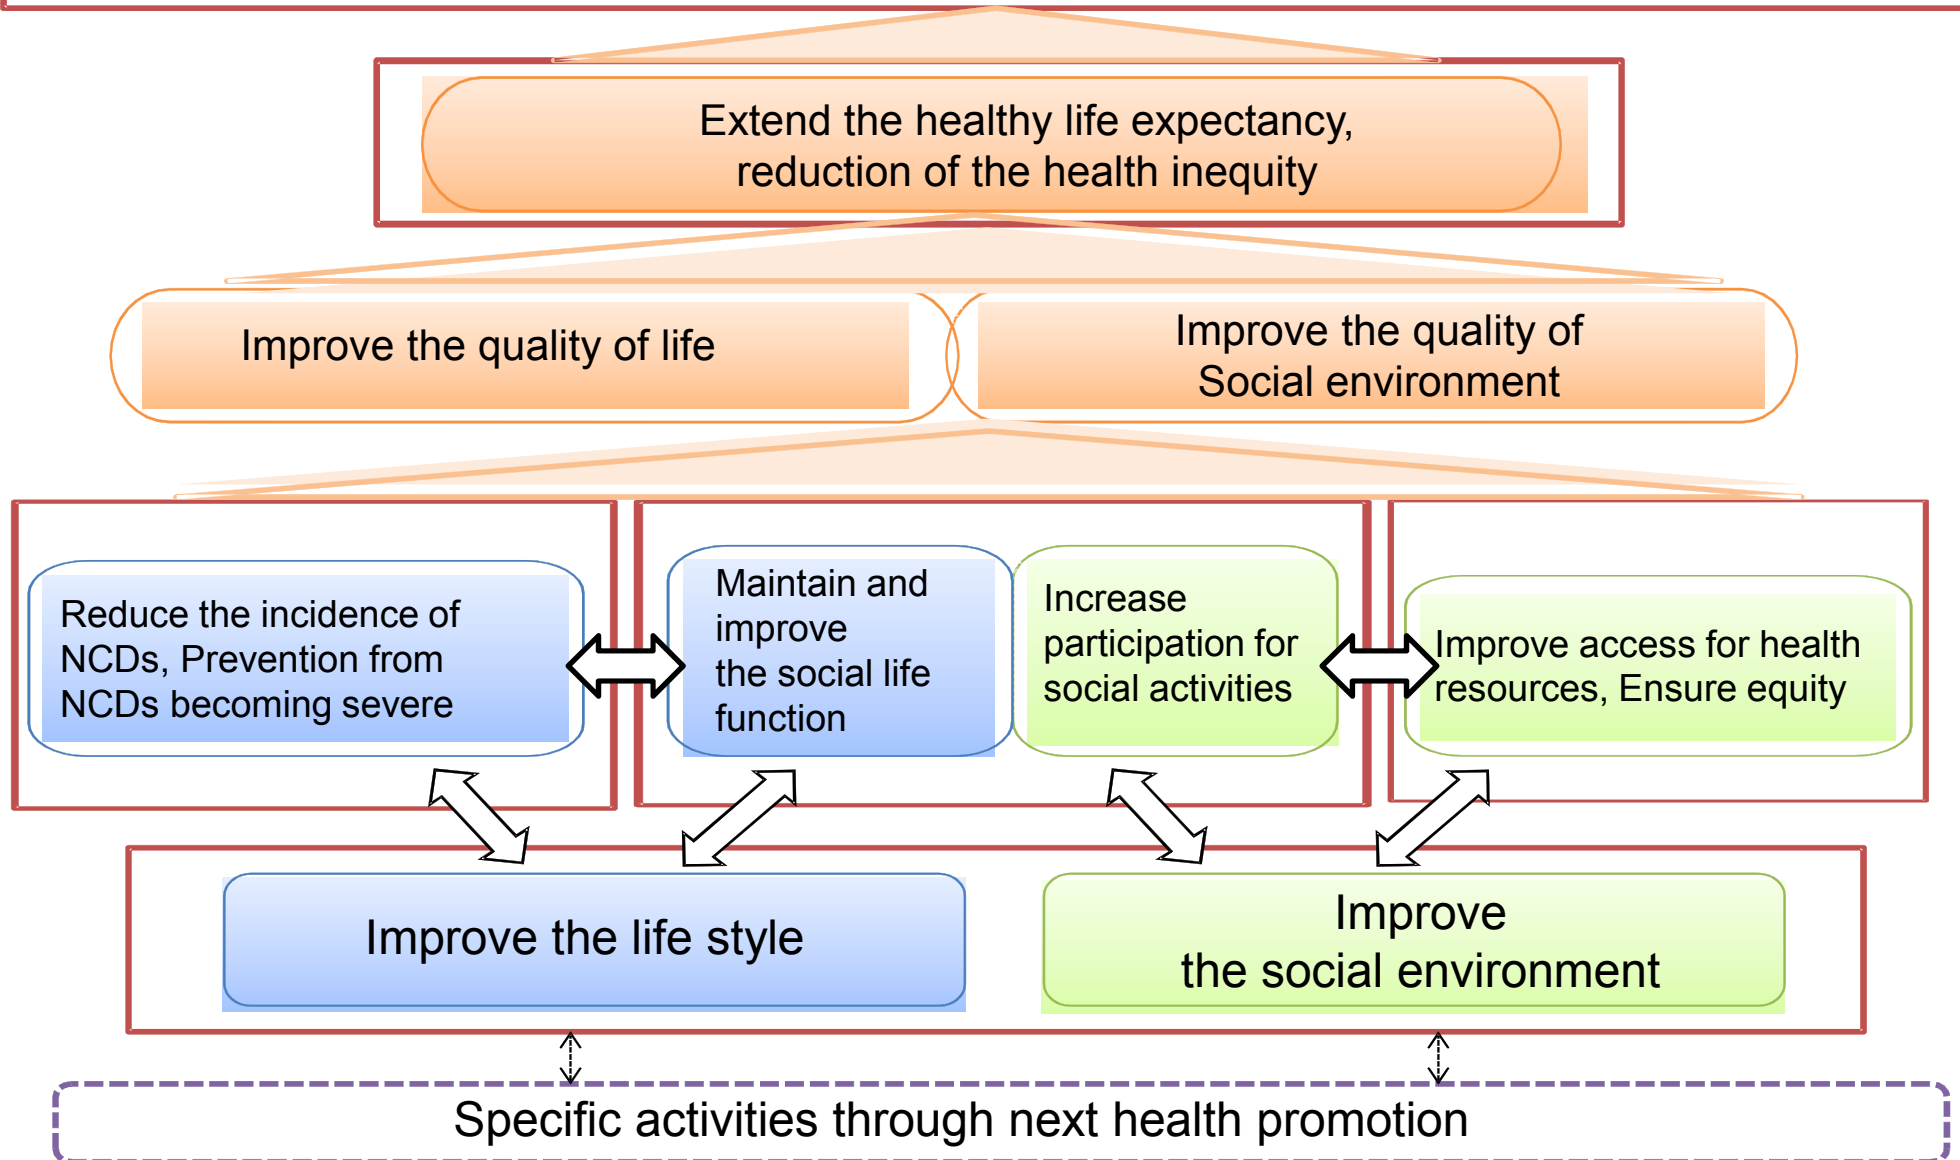 Extend the healthy life expectancy,
reduction of the health inequity
Improve the quality of life
Improve the quality of
Social environment
Reduce the incidence of
NCDs, Prevention from
NCDs becoming severe
Maintain and
improve
the social life
function
Increase
participation for
social activities
Improve access for health
resources, Ensure equity
Improve the life style
Improve
the social environment
Specific activities through next health promotion